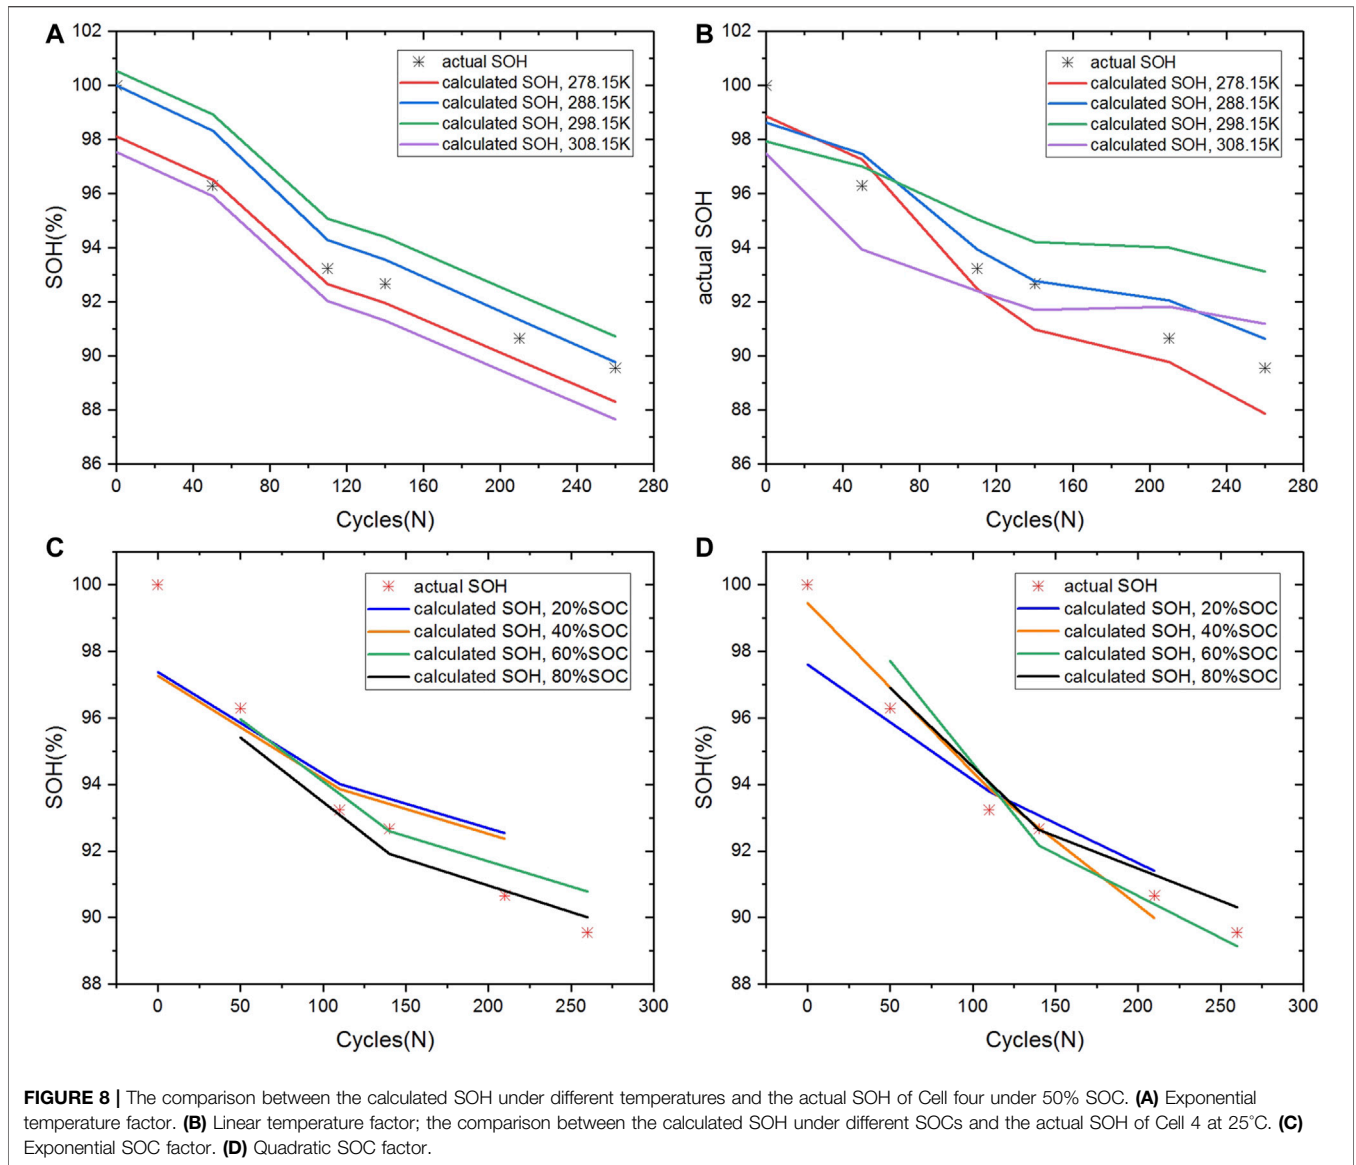 A
102
100
98
96
94
92
90
88
86
SOH(%)
0 40 80 120 160 200 240 280
Cycles(N)
actual SOH
calculated SOH, 278.15K
calculated SOH, 288.15K
calculated SOH, 298.15K
calculated SOH, 308.15K
B
102
100
98
96
94
92
90
88
86
actual SOH
0 40 80 120 160 200 240 280
Cycles(N)
actual SOH
calculated SOH, 278.15K
calculated SOH, 288.15K
calculated SOH, 298.15K
calculated SOH, 308.15K
C
100
98
96
94
92
90
88
SOH(%)
0 50 100 150 200 250 300
Cycles(N)
actual SOH
calculated SOH, 20%SOC
calculated SOH, 40%SOC
calculated SOH, 60%SOC
calculated SOH, 80%SOC
D
100
98
96
94
92
90
88
SOH(%)
0 50 100 150 200 250 300
Cycles(N)
actual SOH
calculated SOH, 20%SOC
calculated SOH, 40%SOC
calculated SOH, 60%SOC
calculated SOH, 80%SOC
FIGURE 8 | The comparison between the calculated SOH under different temperatures and the actual SOH of Cell four under 50% SOC. (A) Exponential
temperature factor. (B) Linear temperature factor; the comparison between the calculated SOH under different SOCs and the actual SOH of Cell 4 at 25°C. (C)
Exponential SOC factor. (D) Quadratic SOC factor.